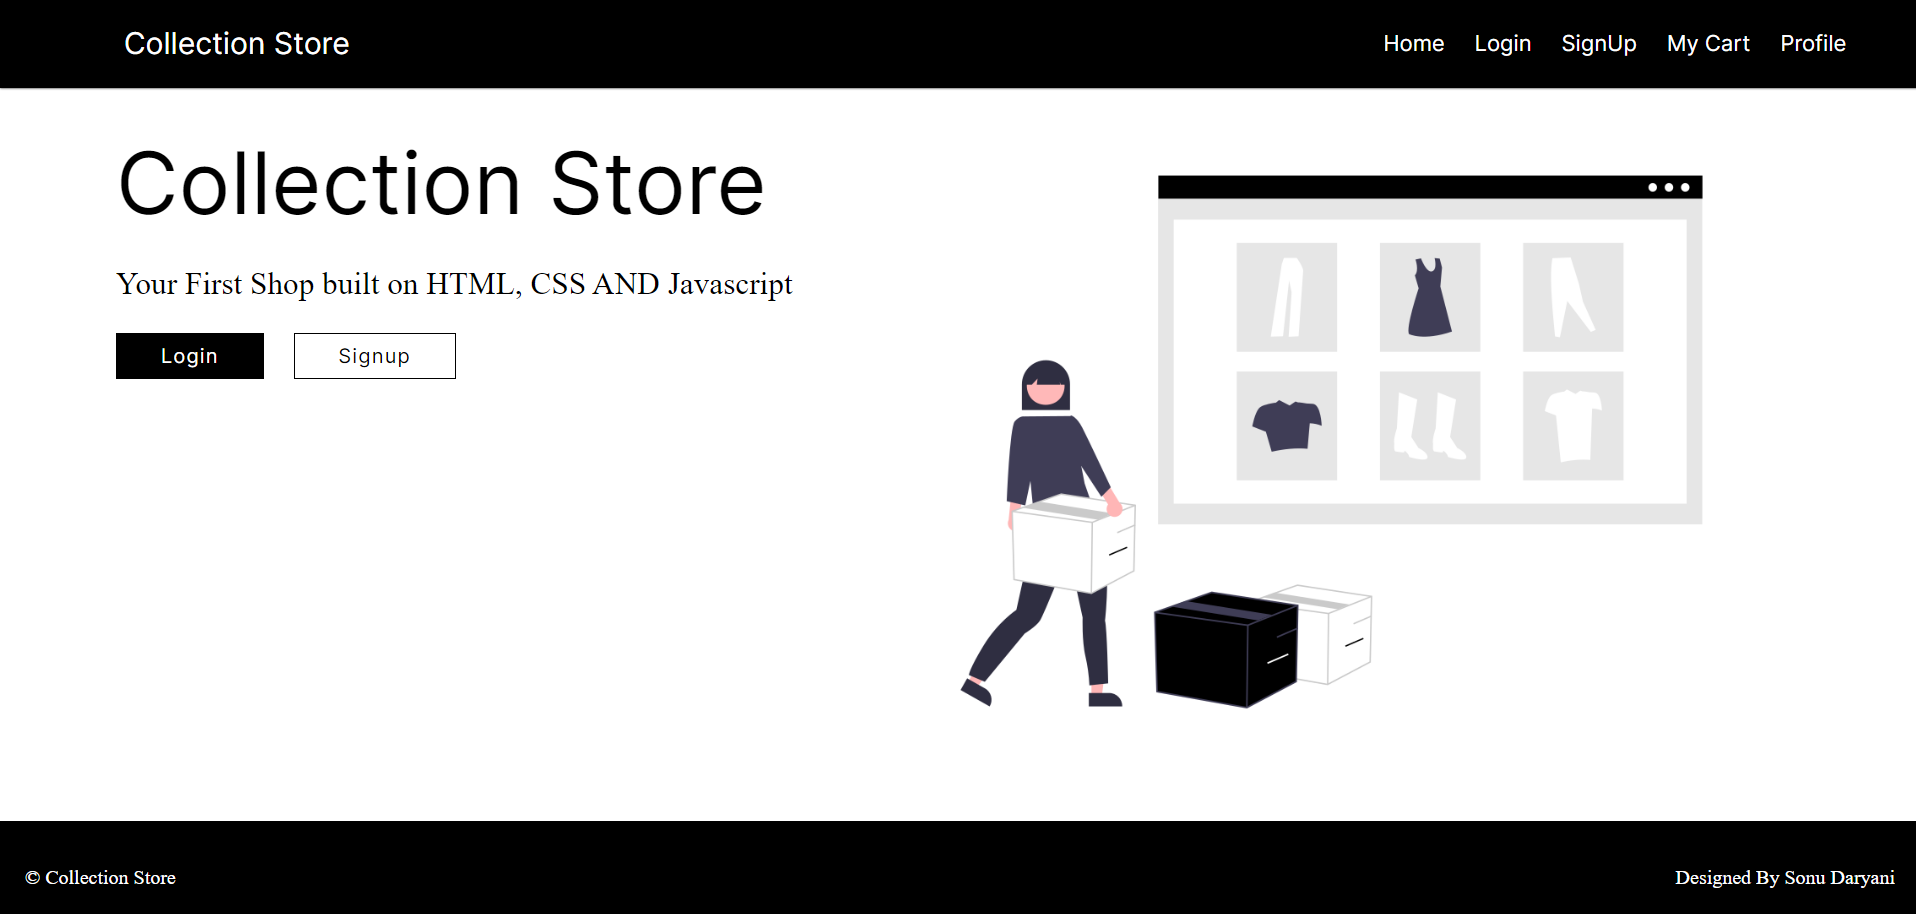 Collection Store
Home Login SignUp My Cart Profile
Collection Store
Your First Shop built on HTML, CSS AND Javascript
Login
Signup
© Collection Store
Designed By Sonu Daryani